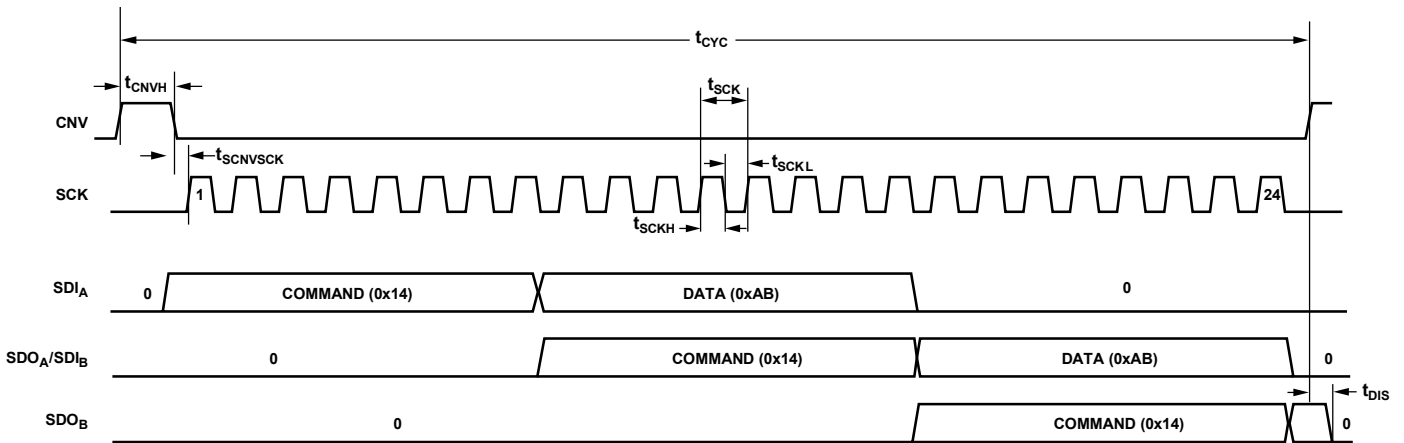 tCYC
tCNVH
tSCK
CNV
tSCNVSCK
tSCKL
SCK
1
24
tSCKH
SDIA
0
COMMAND (0x14)
DATA (0xAB)
0
SDOA/SDIB
0
COMMAND (0x14)
DATA (0xAB)
0
tDIS
SDOB
0
COMMAND (0x14)
0